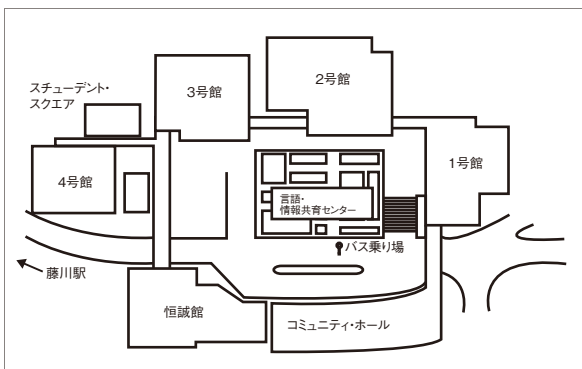 2号館
3号館
スチューデント・
スクエア
1号館
4号館
言語・
情報共育センター
バス乗り場
藤川駅
恒誠館
コミュニティ・ホール